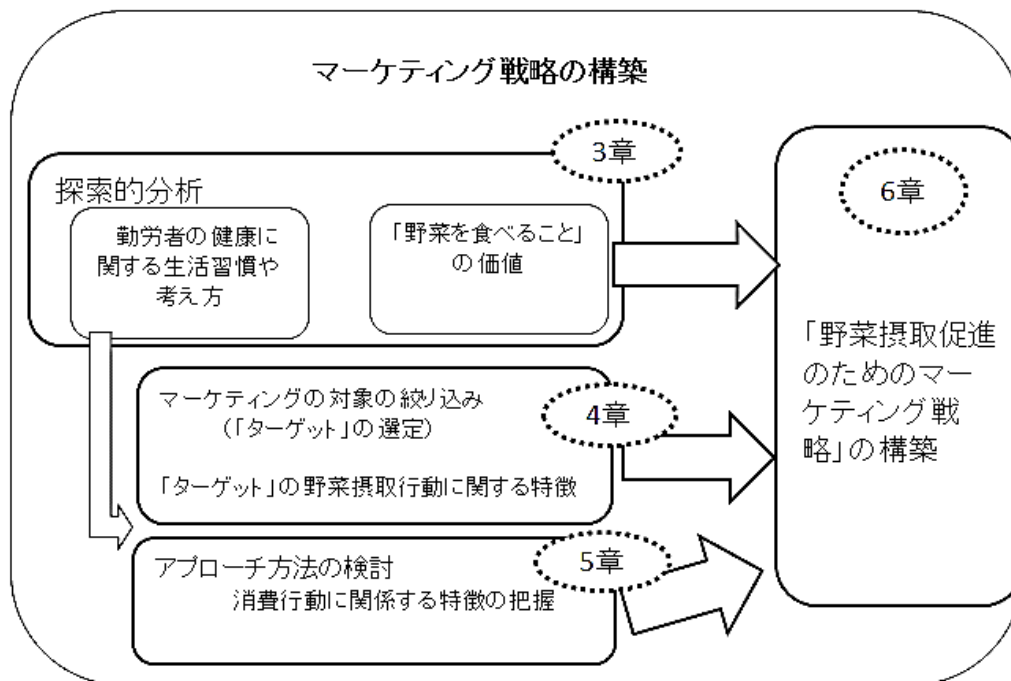 マーケティング戦略の構築
3章
探索的分析
勤労者の健康に
関する生活習慣や
考え方
「野菜を食べること」
の価値
マーケティングの対象の絞り込み
(「ターゲット」の選定)
4章
「ターゲット」の野菜摂取行動に関する特徴
アプローチ方法の検討
5章
消費行動に関係する特徴の把握
6章
「野菜摂取促進
のためのマー
ケティング戦
略」の構築